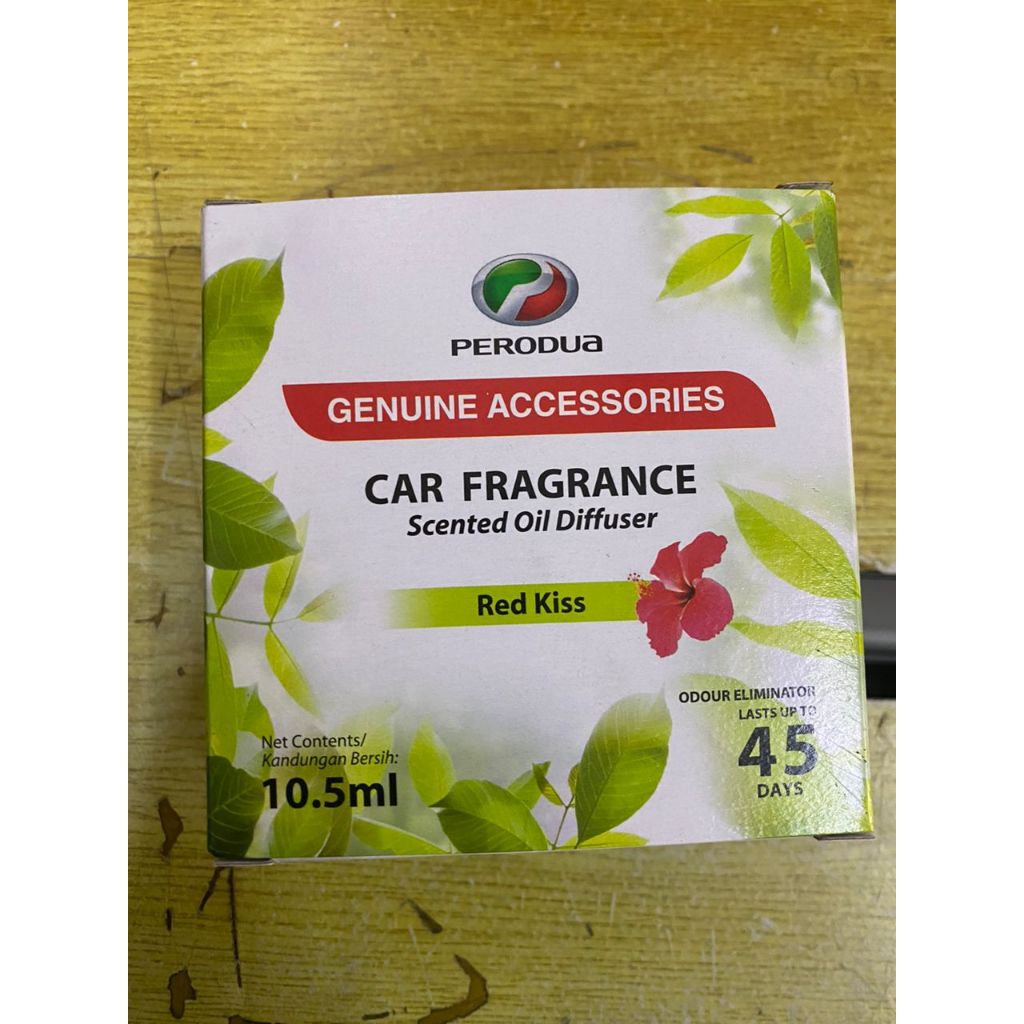 PERODUA
GENUINE ACCESSORIES
CAR FRAGRANCE
Scented Oil Diffuser
Red Kiss
ODOUR ELIMINATOR
LASTS UP TO
45
DAYS
Net Contents/
Kandungan Bersih:
10.5ml